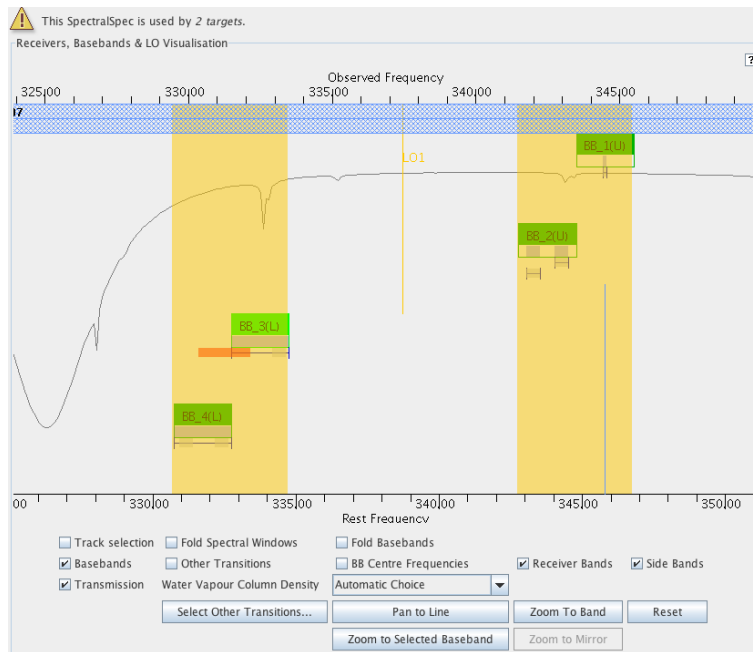 This SpectralSpec is used by 2 targets.
Receivers, Basebands & LO Visualisation
?
Observed Frequency
325.00 330.00 335.00 340.00 345.00
07
BB_1(U)
LO1
BB_2(U)
BB_3(L)
BB_4(L)
00 330.00 335.00 340.00 345.00 350.00
Rest Frequency
Track selection Fold Spectral Windows Fold Basebands
Basebands Other Transitions BB Centre Frequencies Receiver Bands Side Bands
Transmission Water Vapour Column Density Automatic Choice
Select Other Transitions... Pan to Line Zoom To Band Reset
Zoom to Selected Baseband Zoom to Mirror